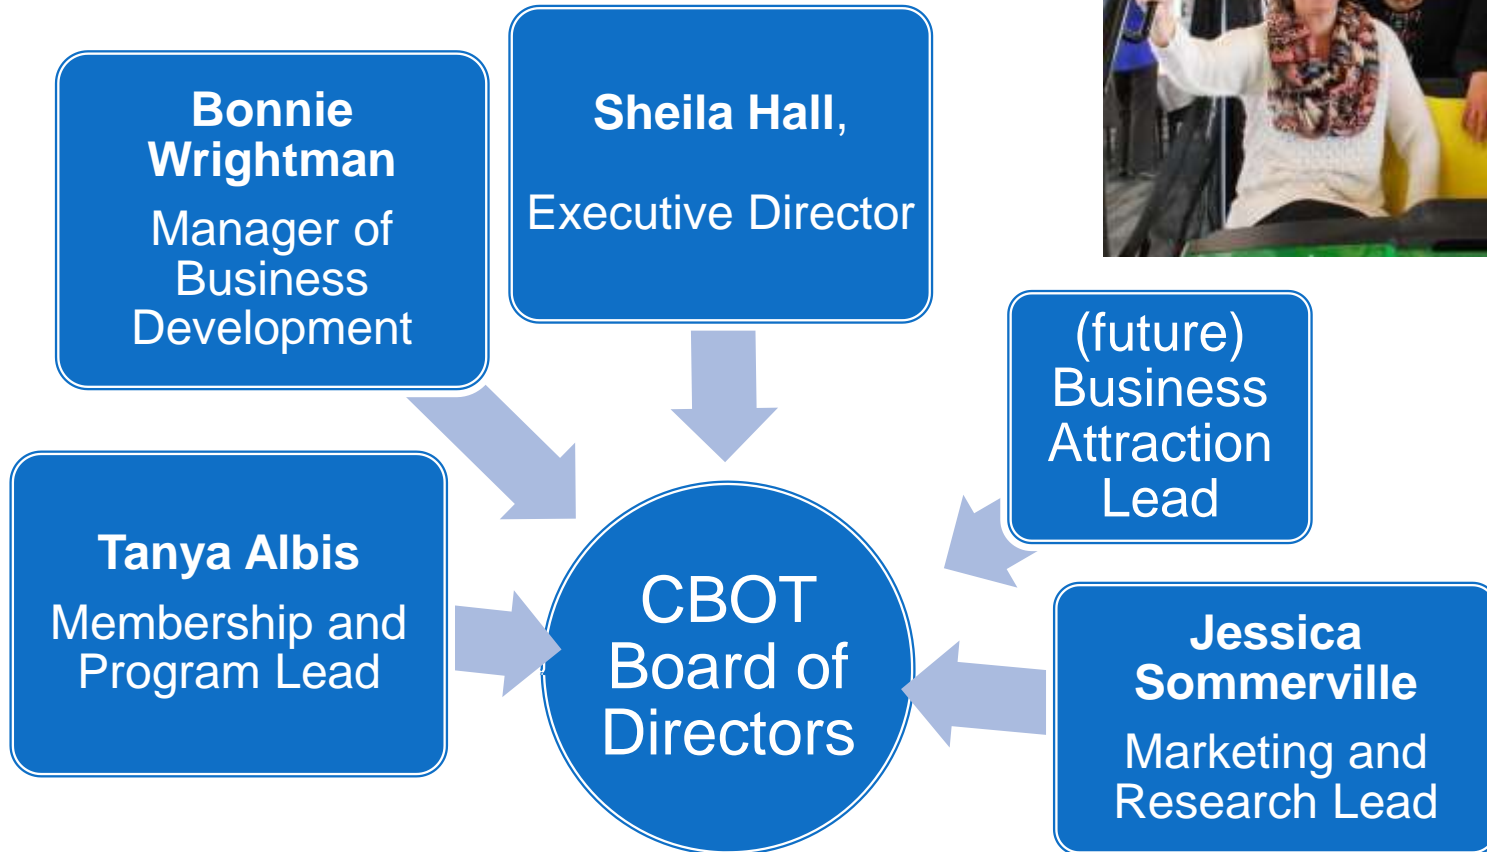 Bonnie
Wrightman
Manager of
Business
Development
Sheila Hall,
Executive Director
(future)
Business
Attraction
Lead
Tanya Albis
Membership and
Program Lead
CBOT
Board of
Directors
Jessica
Sommerville
Marketing and
Research Lead